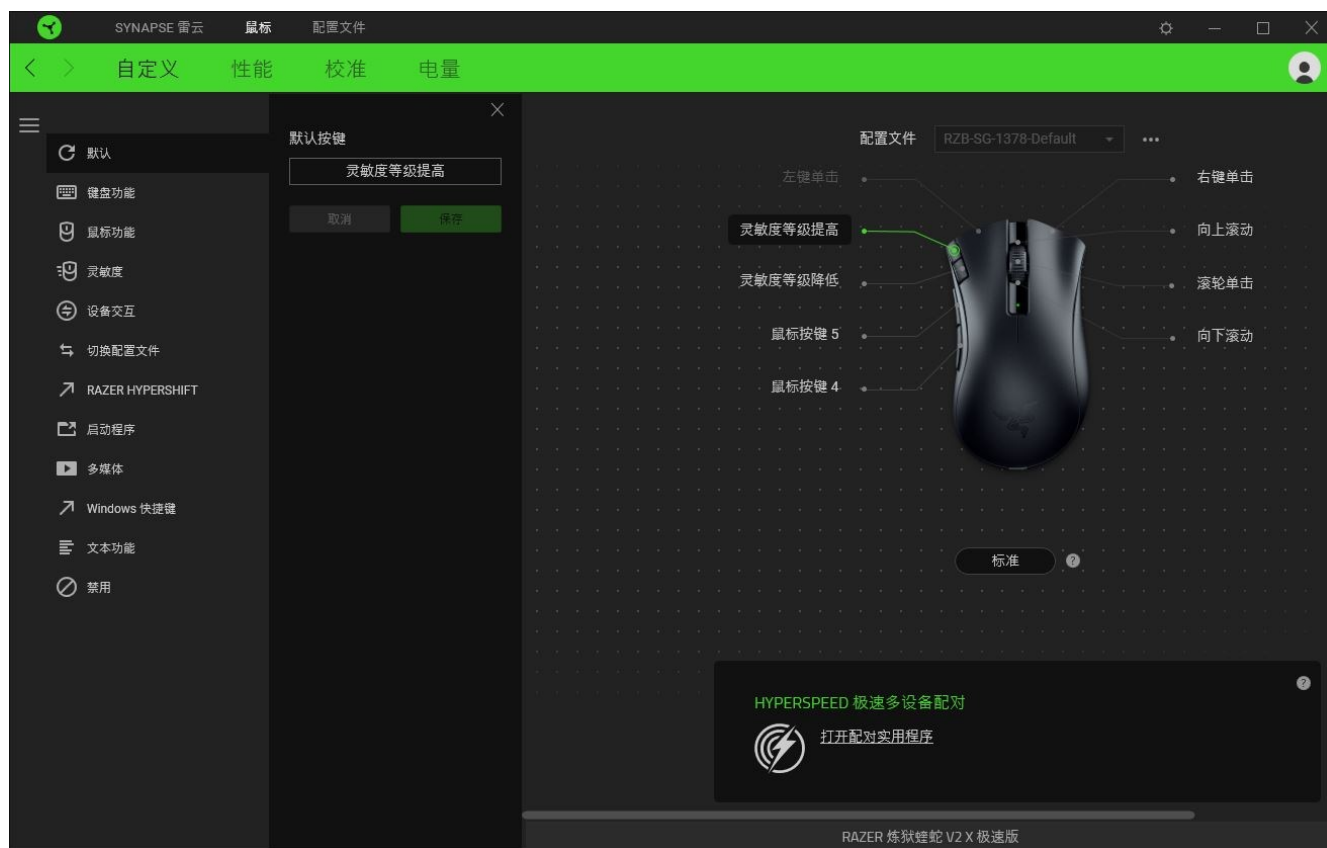 SYNAPSE 雷云 鼠标 配置文件
自定义 性能 校准 电量
默认
键盘功能
鼠标功能
灵敏度
设备交互
切换配置文件
RAZER HYPERSHIFT
启动程序
多媒体
Windows 快捷键
文本功能
禁用
默认按键
灵敏度等级提高
取消 保存
配置文件 RZB-SG-1378-Default
左键单击
灵敏度等级提高
灵敏度等级降低
鼠标按键 5
鼠标按键 4
右键单击
向上滚动
滚轮单击
向下滚动
标准 ?
?
HYPERSPEED 极速多设备配对
打开配对实用程序
RAZER 炼狱蝰蛇 V2 X 极速版